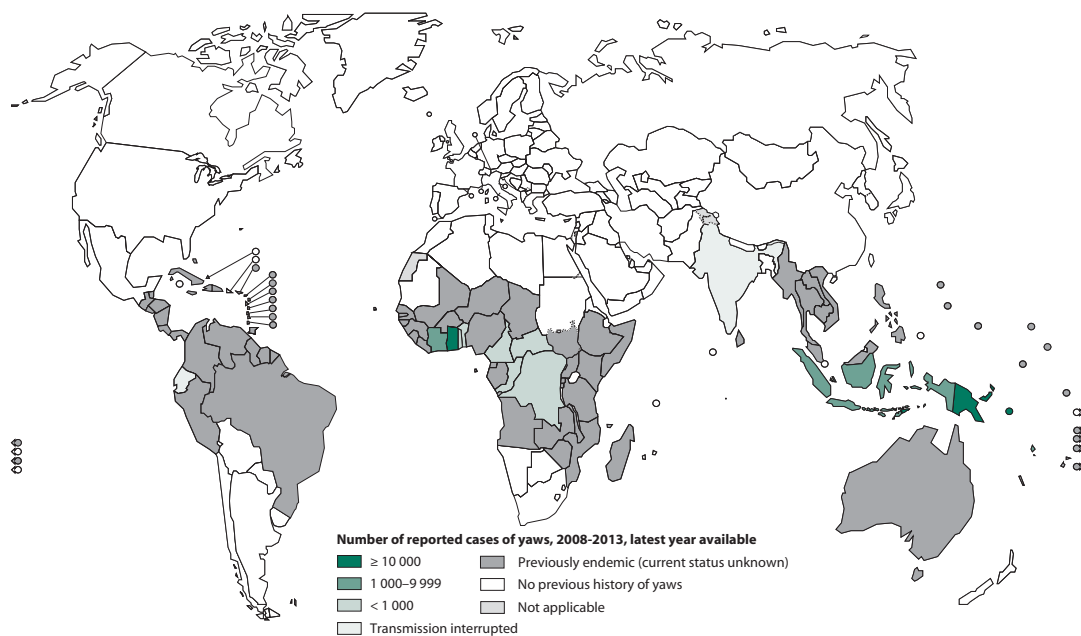 Number of reported cases of yaws, 2008-2013, latest year available
≥ 10 000
1 000–9 999
< 1 000
Transmission interrupted
Previously endemic (current status unknown)
No previous history of yaws
Not applicable